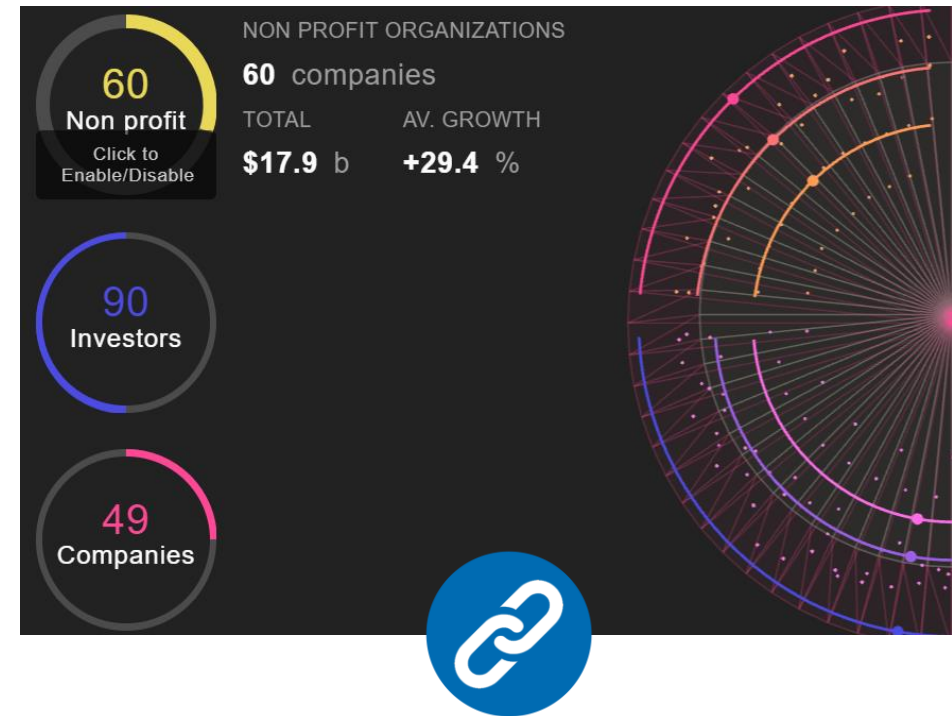 60
Non profit
Click to
Enable/Disable
NON PROFIT ORGANIZATIONS
60 companies
TOTAL AV. GROWTH
$17.9 b +29.4 %
90
Investors
49
Companies